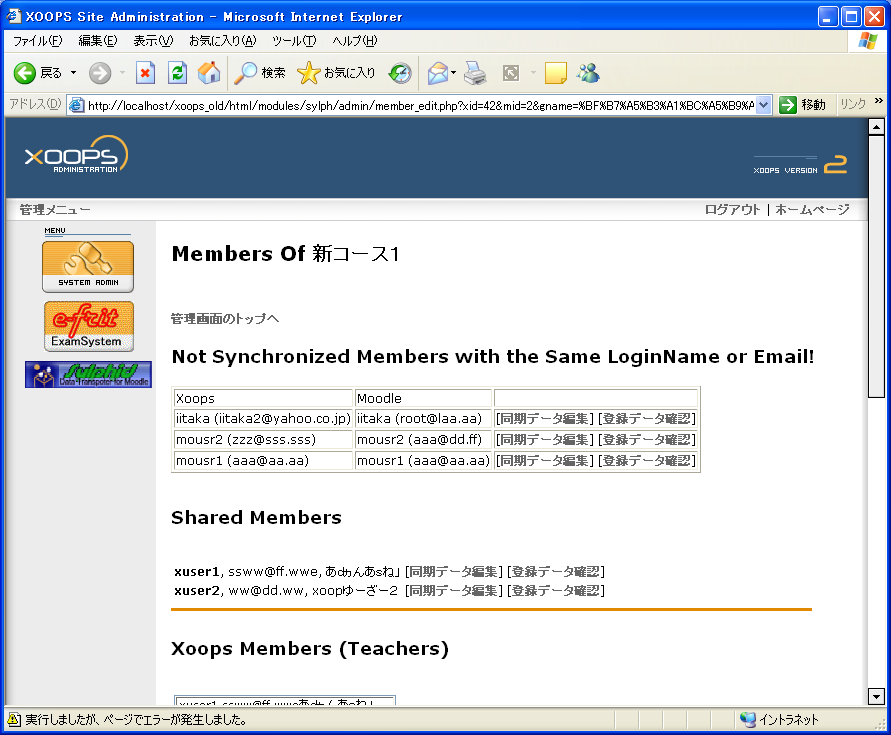 XOOPS Site Administration - Microsoft Internet Explorer
ファイル(F) 編集(E) 表示(V) お気に入り(A) ツール(T) ヘルプ(H)
戻る 検索 お気に入り
アドレス(D) http://localhost/xoops_old/html/modules/sylph/admin/member_edit.php?xid=42&mid=2&gname=%BF%B7%A5%B3%A1%BC%A5%B9%A 移動 リンク »
XOOPS
ADMINISTRATION
XOOPS VERSION 2
管理メニュー ログアウト | ホームページ
MENU
SYSTEM ADMIN
e-frit
ExamSystem
Data-Transpoter for Moodle
Members Of 新コース1
管理画面のトップへ
Not Synchronized Members with the Same LoginName or Email!
Xoops Moodle
iitaka (iitaka2@yahoo.co.jp) iitaka (root@laa.aa) [同期データ編集] [登録データ確認]
mousr2 (zzz@sss.sss) mousr2 (aaa@dd.ff) [同期データ編集] [登録データ確認]
mousr1 (aaa@aa.aa) mousr1 (aaa@aa.aa) [同期データ編集] [登録データ確認]
Shared Members
xuser1, ssww@ff.wwe, [同期データ編集] [登録データ確認]
xuser2, ww@dd.ww, xoopゆーざー2 [同期データ編集] [登録データ確認]
Xoops Members (Teachers)
実行しましたが、ページでエラーが発生しました。 イントラネット